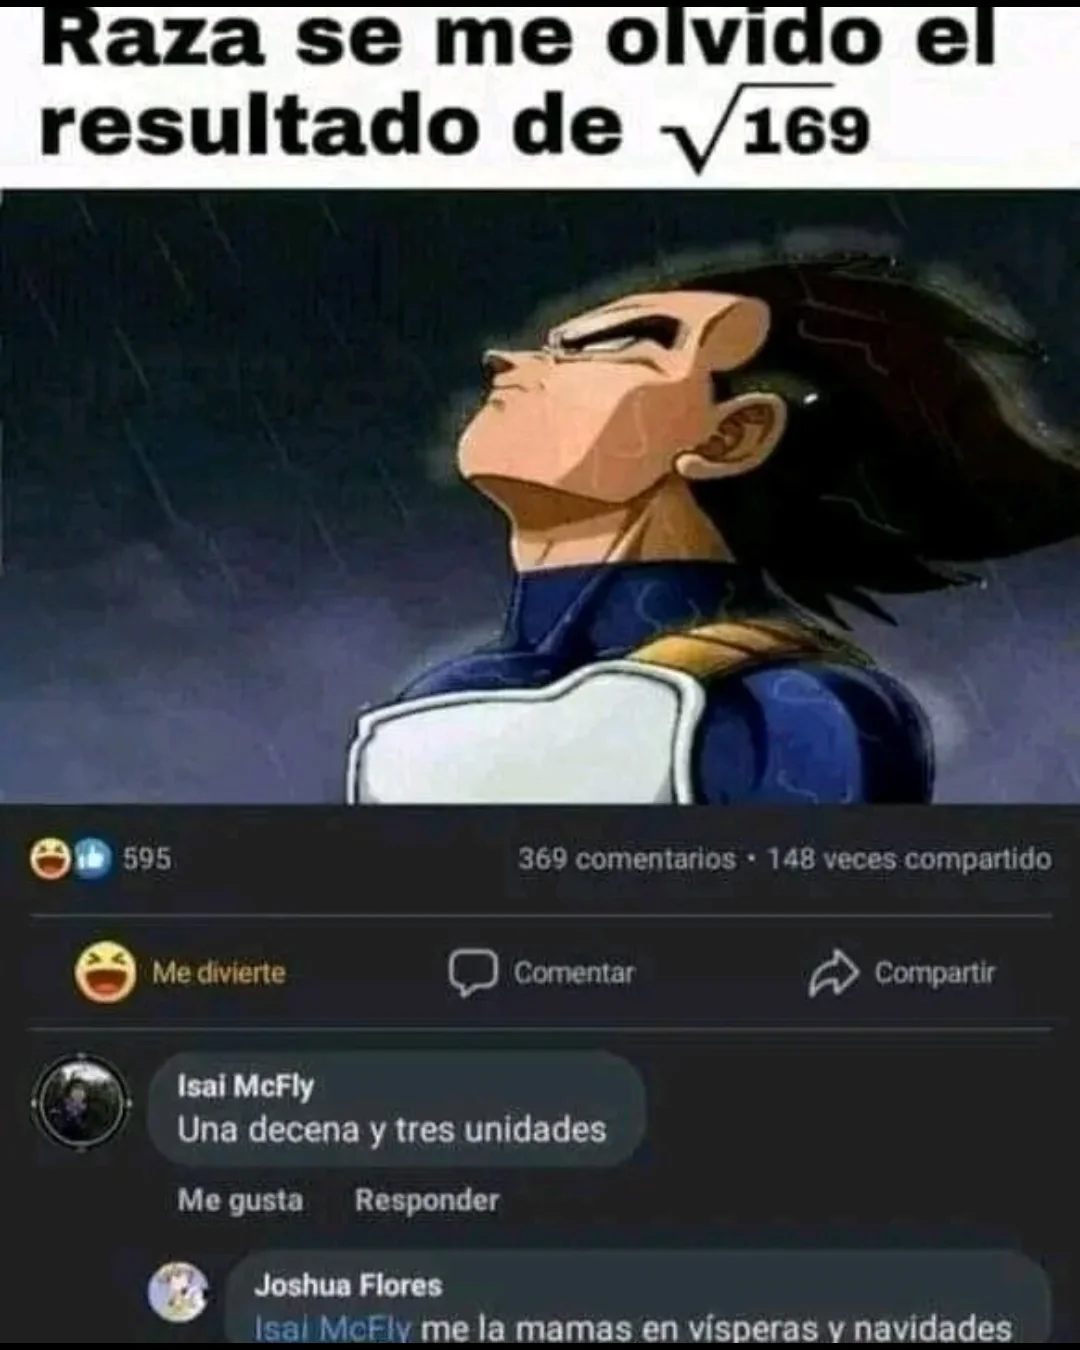 Raza se me olvido el
resultado de √169
595
369 comentarios • 148 veces compartido
Me divierte
Comentar
Compartir
Isai McFly
Una decena y tres unidades
Me gusta
Responder
Joshua Flores
Isai McFly me la mamas en vísperas y navidades